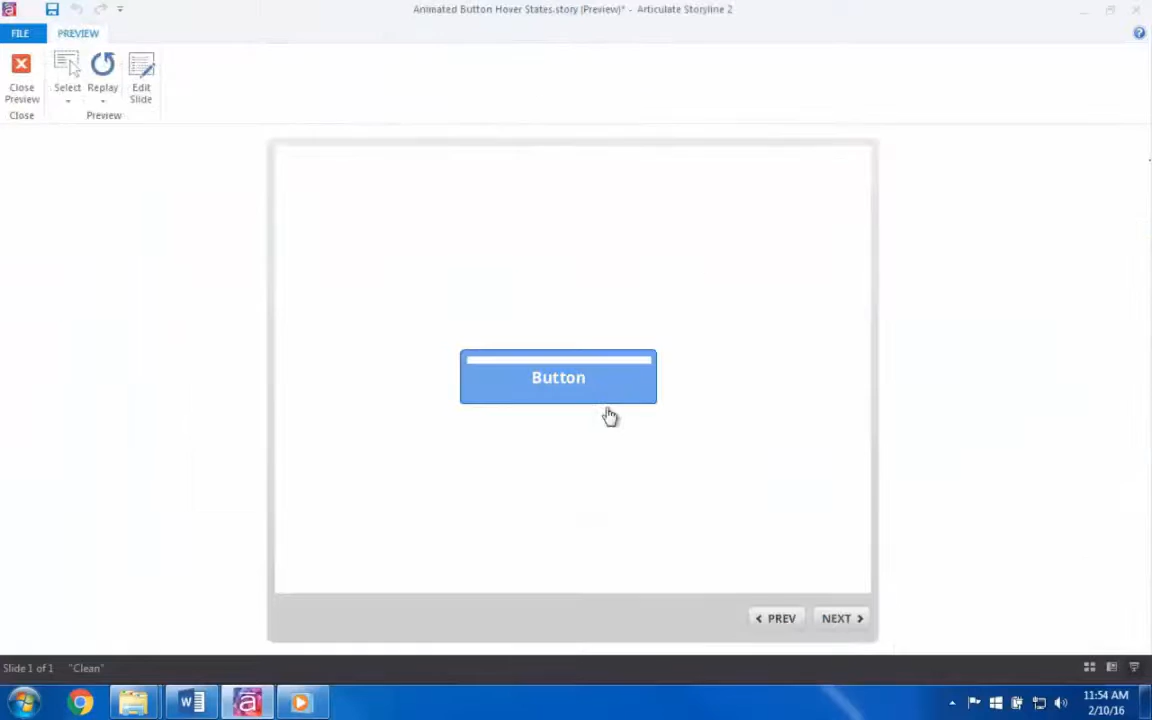 Animated Button Hover States.story (Preview)* - Articulate Storyline 2
FILE PREVIEW
Close Preview
Select
Replay
Edit Slide
Close
Preview
Button
PREV
NEXT
Slide 1 of 1 "Clean"
11:54 AM
2/10/16